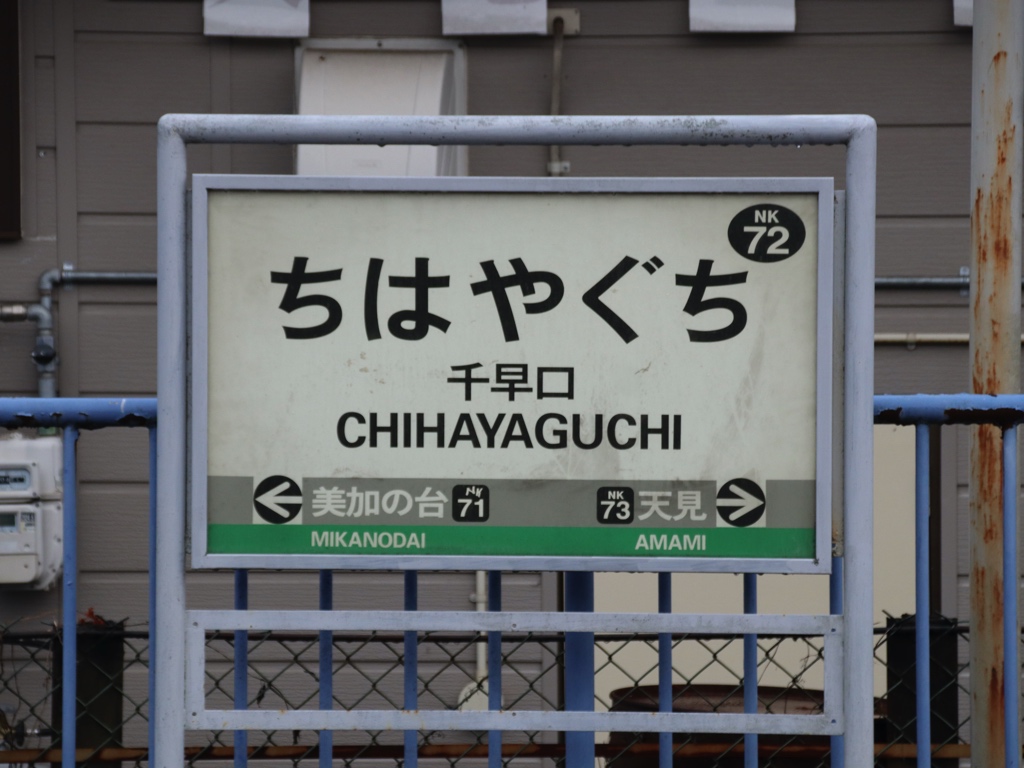 NK
72
ちはやぐち
千早口
CHIHAYAGUCHI
← 美加の台 NK 71 NK 73 天見 →
MIKANODAI AMAMI